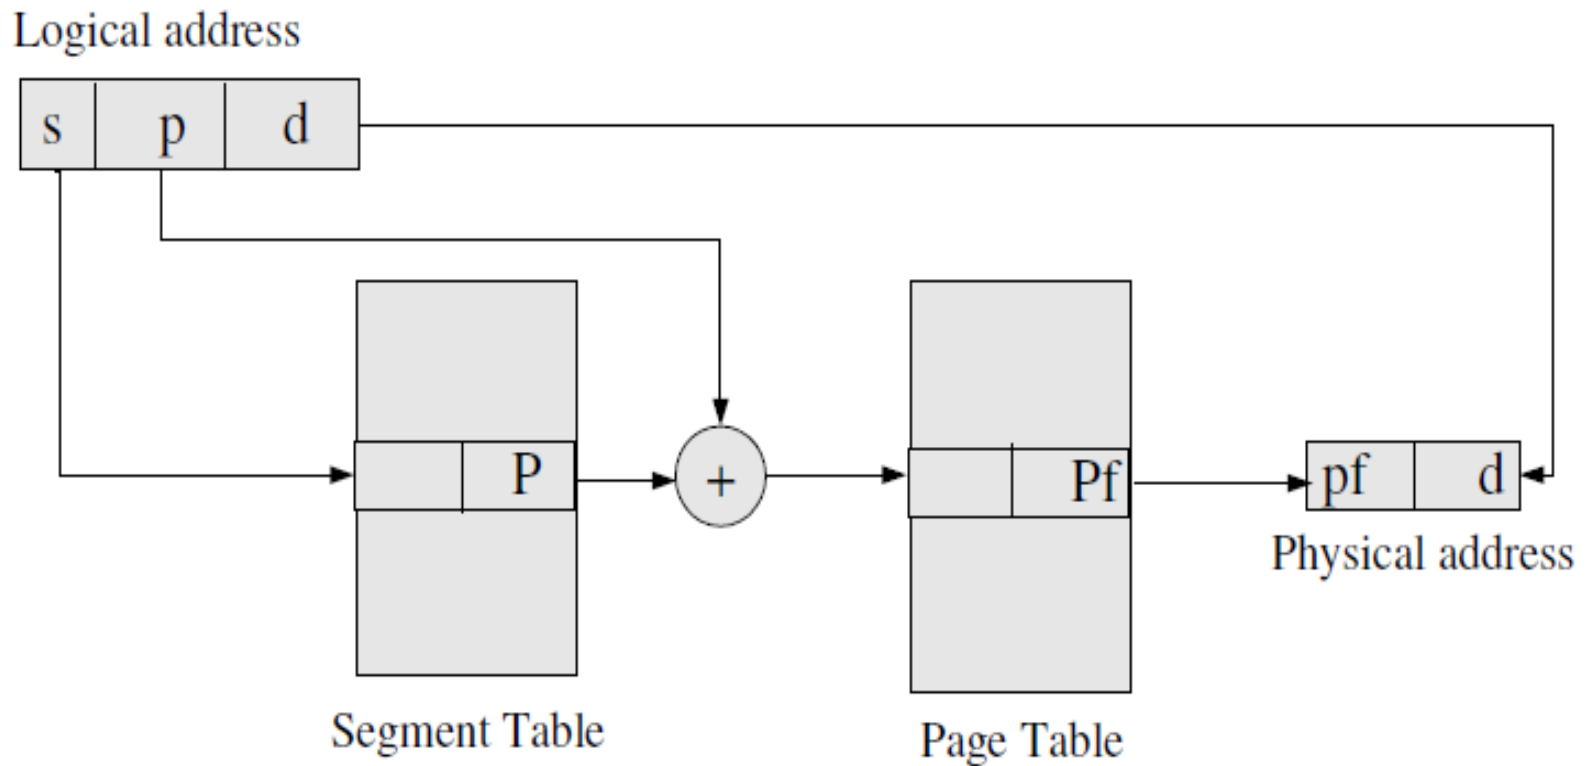 Logical address
s p d
P
+
Pf
pf d
Physical address
Segment Table
Page Table